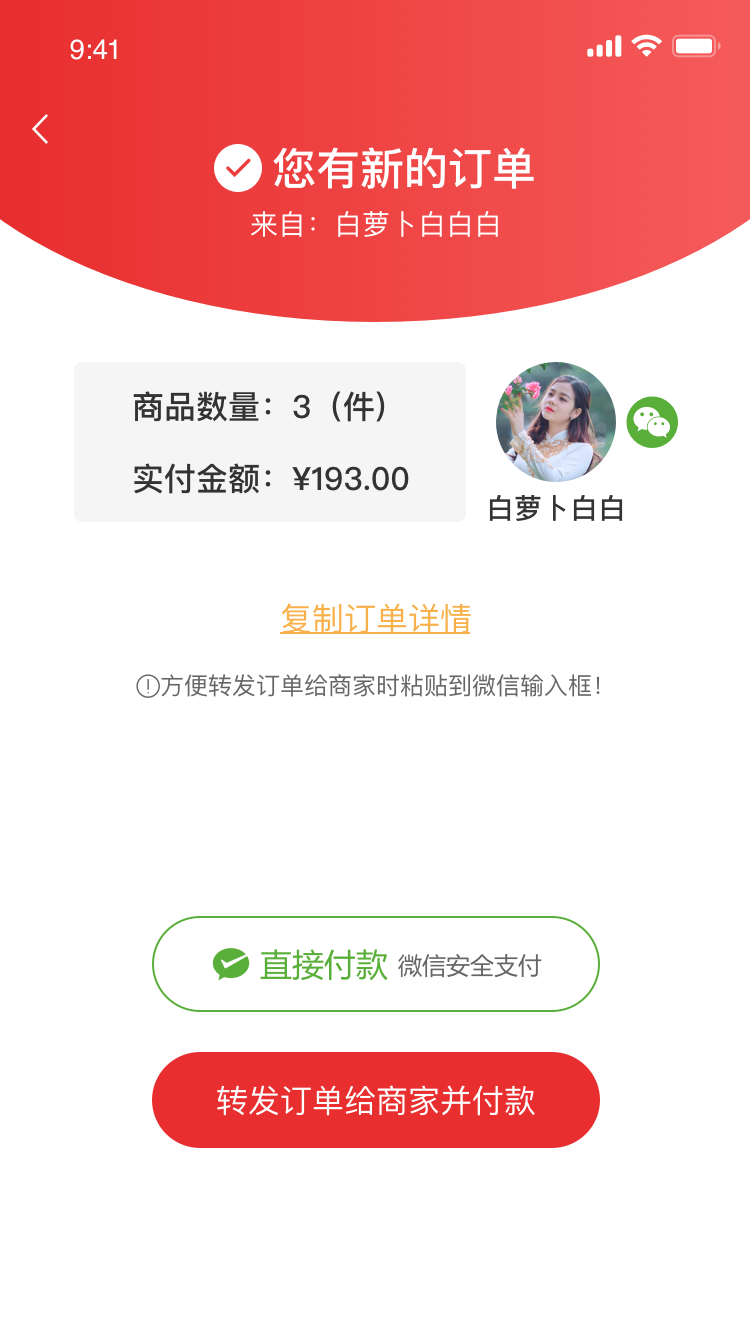 9:41
您有新的订单
来自：白萝卜白白白
商品数量：3（件）
实付金额：¥193.00
白萝卜白白
复制订单详情
!方便转发订单给商家时粘贴到微信输入框！
直接付款 微信安全支付
转发订单给商家并付款